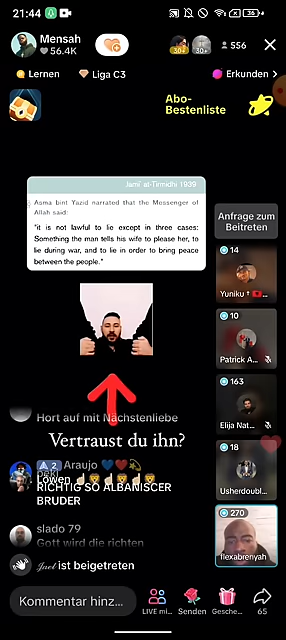 21:44
36
Mensah
56.4K
30+
30+
556
Lernen
Liga C3
Erkunden
Abo-
Bestenliste
Jami` at-Tirmidhi 1939
Asma bint Yazid narrated that the Messenger of
Allah said:
"it is not lawful to lie except in three cases:
Something the man tells his wife to please her, to
lie during war, and to lie in order to bring peace
between the people."
Anfrage zum
Beitreten
14
Yuniku
10
Patrick A...
163
Elija Nat...
18
Usherdoubl...
270
flexabrenyah
Hort auf mit Nächstenliebe
Vertraust du ihn?
2 Araujo
Löwen
RICHTIG SO ALBANISCER
BRUDER
slado 79
Gott wird die richten
Jael ist beigetreten
Kommentar hinz...
LIVE mi...
Senden
Gesche...
65